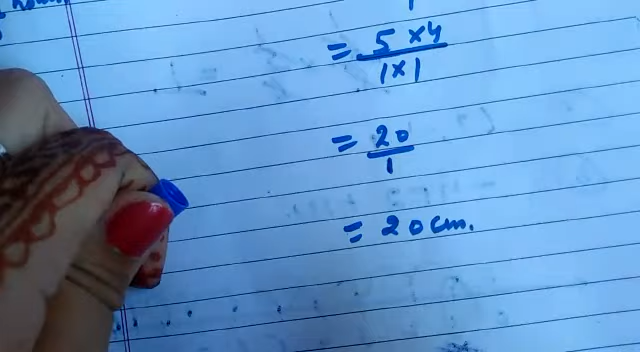 = 5 × 4 / 1 × 1
= 20 / 1
= 20 cm.